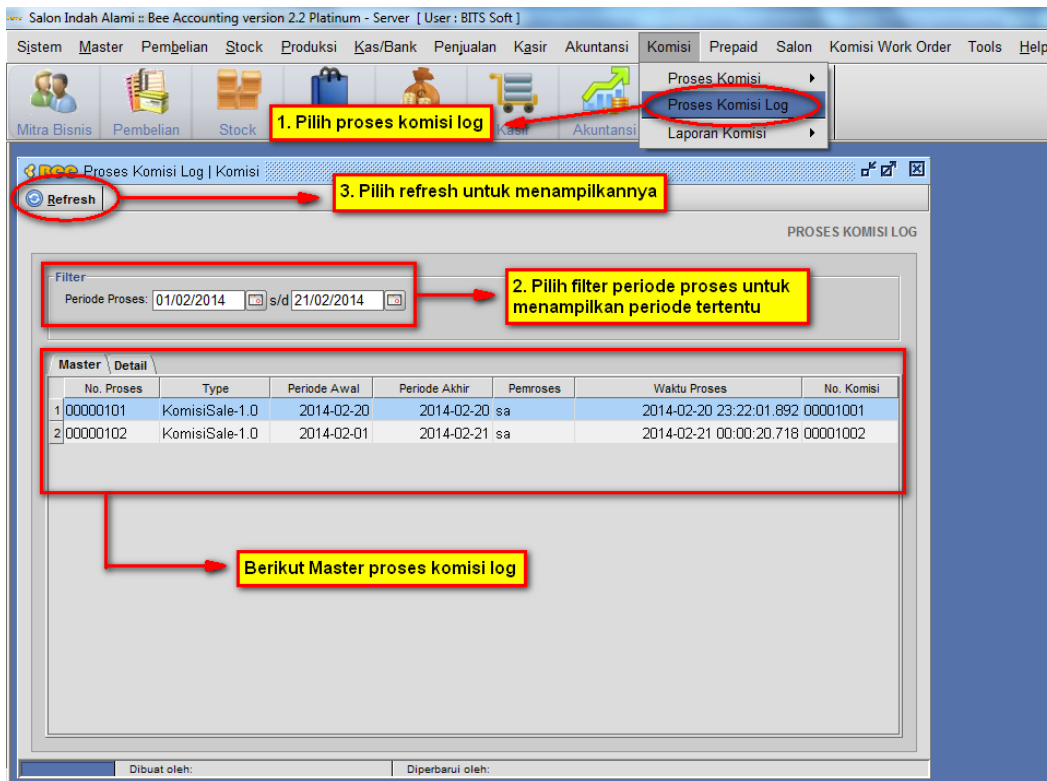 Salon Indah Alami :: Bee Accounting version 2.2 Platinum - Server [ User : BITS Soft ]
Sistem Master Pembelian Stock Produksi Kas/Bank Penjualan Kasir Akuntansi Komisi Prepaid Salon Komisi Work Order Tools Help
Proses Komisi
Proses Komisi Log
Laporan Komisi
1. Pilih proses komisi log
Mitra Bisnis Pembelian Stock Kasir Akuntansi
Bee Proses Komisi Log | Komisi
Refresh
3. Pilih refresh untuk menampilkannya
PROSES KOMISI LOG
Filter
Periode Proses: 01/02/2014 s/d 21/02/2014
2. Pilih filter periode proses untuk
menampilkan periode tertentu
Master Detail
No. Proses Type Periode Awal Periode Akhir Pemroses Waktu Proses No. Komisi
1 00000101 KomisiSale-1.0 2014-02-20 2014-02-20 sa 2014-02-20 23:22:01.892 00001001
2 00000102 KomisiSale-1.0 2014-02-01 2014-02-21 sa 2014-02-21 00:00:20.718 00001002
Berikut Master proses komisi log
Dibuat oleh: Diperbarui oleh: